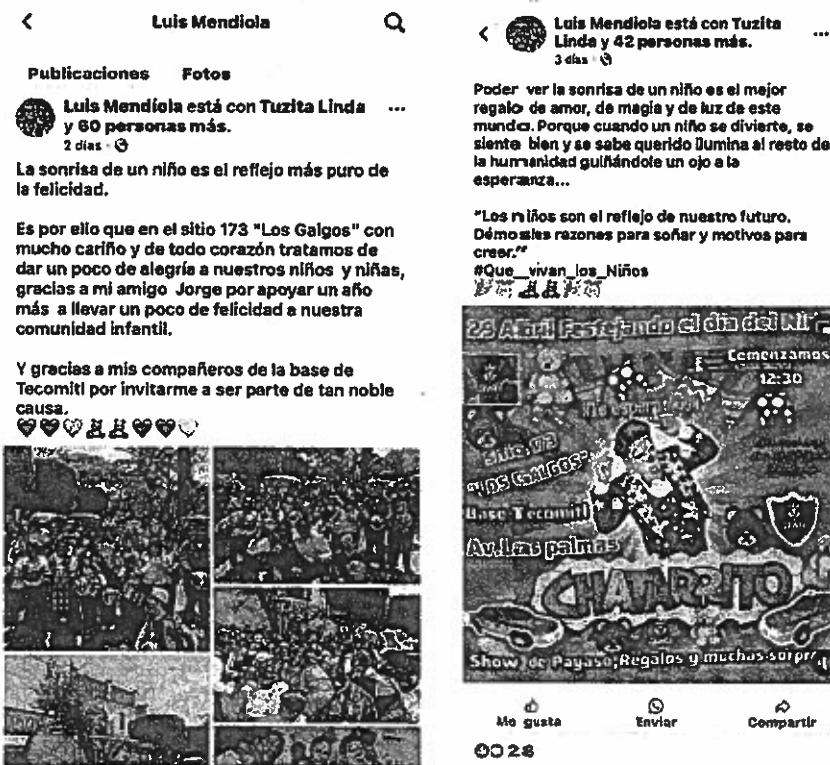 Luis Mendiola
Publicaciones Fotos
Luis Mendiola está con Tuzita Linda
y 60 personas más.
2 días
La sonrisa de un niño es el reflejo más puro de
la felicidad.
Es por ello que en el sitio 173 "Los Galgos" con
mucho cariño y de todo corazón tratamos de
dar un poco de alegría a nuestros niños y niñas,
gracias a mi amigo Jorge por apoyar un año
más a llevar un poco de felicidad a nuestra
comunidad infantil.
Y gracias a mis compañeros de la base de
Tecomitl por invitarme a ser parte de tan noble
causa.
Luis Mendiola está con Tuzita
Linda y 42 personas más.
3 días
Poder ver la sonrisa de un niño es el mejor
regalo de amor, de magia y de luz de este
mundo. Porque cuando un niño se divierte, se
siente bien y se sabe querido ilumina al resto de
la humanidad guiñándole un ojo a la
esperanza...
"Los niños son el reflejo de nuestro futuro.
Démosles razones para soñar y motivos para
creer."
#Que__vivan_los_Niños
29 Abril Festejando el dia del Niñ
Comenzamos
12:30
sitio 173
"LOS GALGOS"
Base Tecomitl
Av. Las palmas
CHATARRITO
Show de Payaso, Regalos y muchas sorpr
Me gusta Enviar Compartir
28